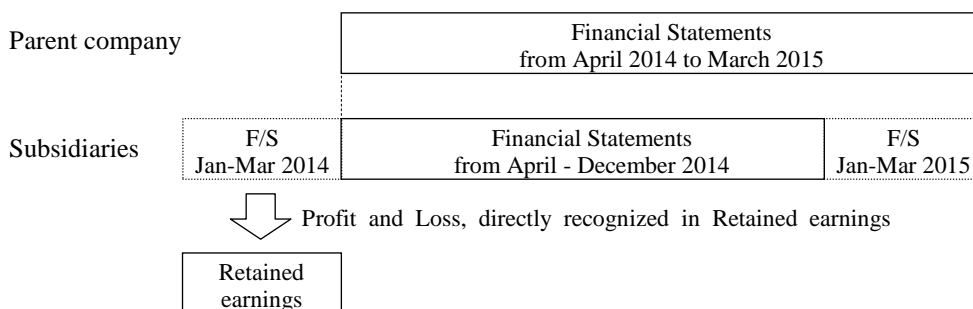 Parent company
Financial Statements
from April 2014 to March 2015
Subsidiaries
F/S
Jan-Mar 2014
Financial Statements
from April - December 2014
F/S
Jan-Mar 2015
Profit and Loss, directly recognized in Retained earnings
Retained
earnings